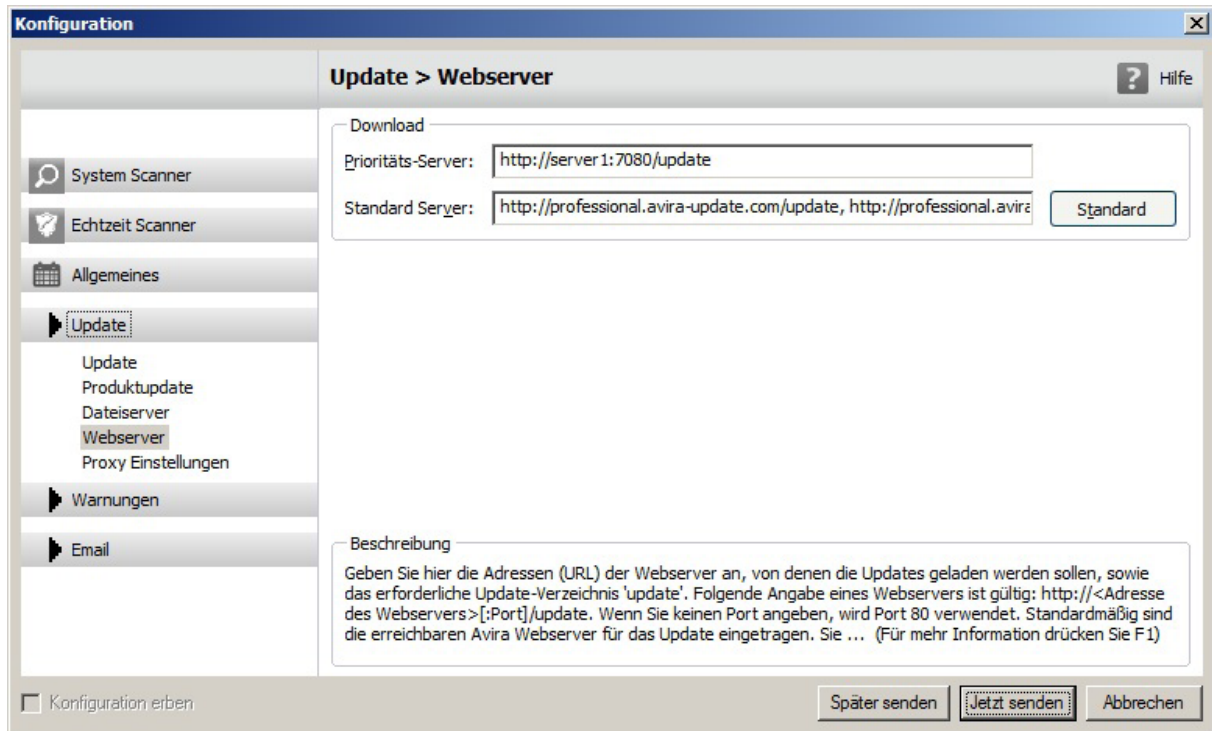 Konfiguration
Update > Webserver
Hilfe
System Scanner
Echtzeit Scanner
Allgemeines
Update
Update
Produktupdate
Dateiserver
Webserver
Proxy Einstellungen
Warnungen
Email
Download
Prioritäts-Server: http://server1:7080/update
Standard Server: http://professional.avira-update.com/update, http://professional.avira Standard
Beschreibung
Geben Sie hier die Adressen (URL) der Webserver an, von denen die Updates geladen werden sollen, sowie
das erforderliche Update-Verzeichnis 'update'. Folgende Angabe eines Webservers ist gültig: http://<Adresse
des Webservers>[:Port]/update. Wenn Sie keinen Port angeben, wird Port 80 verwendet. Standardmäßig sind
die erreichbaren Avira Webserver für das Update eingetragen. Sie ... (Für mehr Information drücken Sie F1)
Konfiguration erben
Später senden Jetzt senden Abbrechen